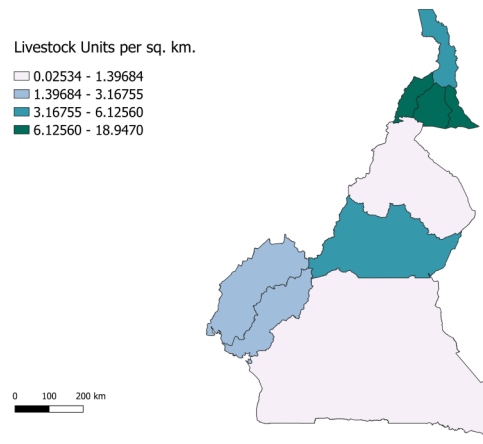 Livestock Units per sq. km.
0.02534 - 1.39684
1.39684 - 3.16755
3.16755 - 6.12560
6.12560 - 18.9470
0 100 200 km